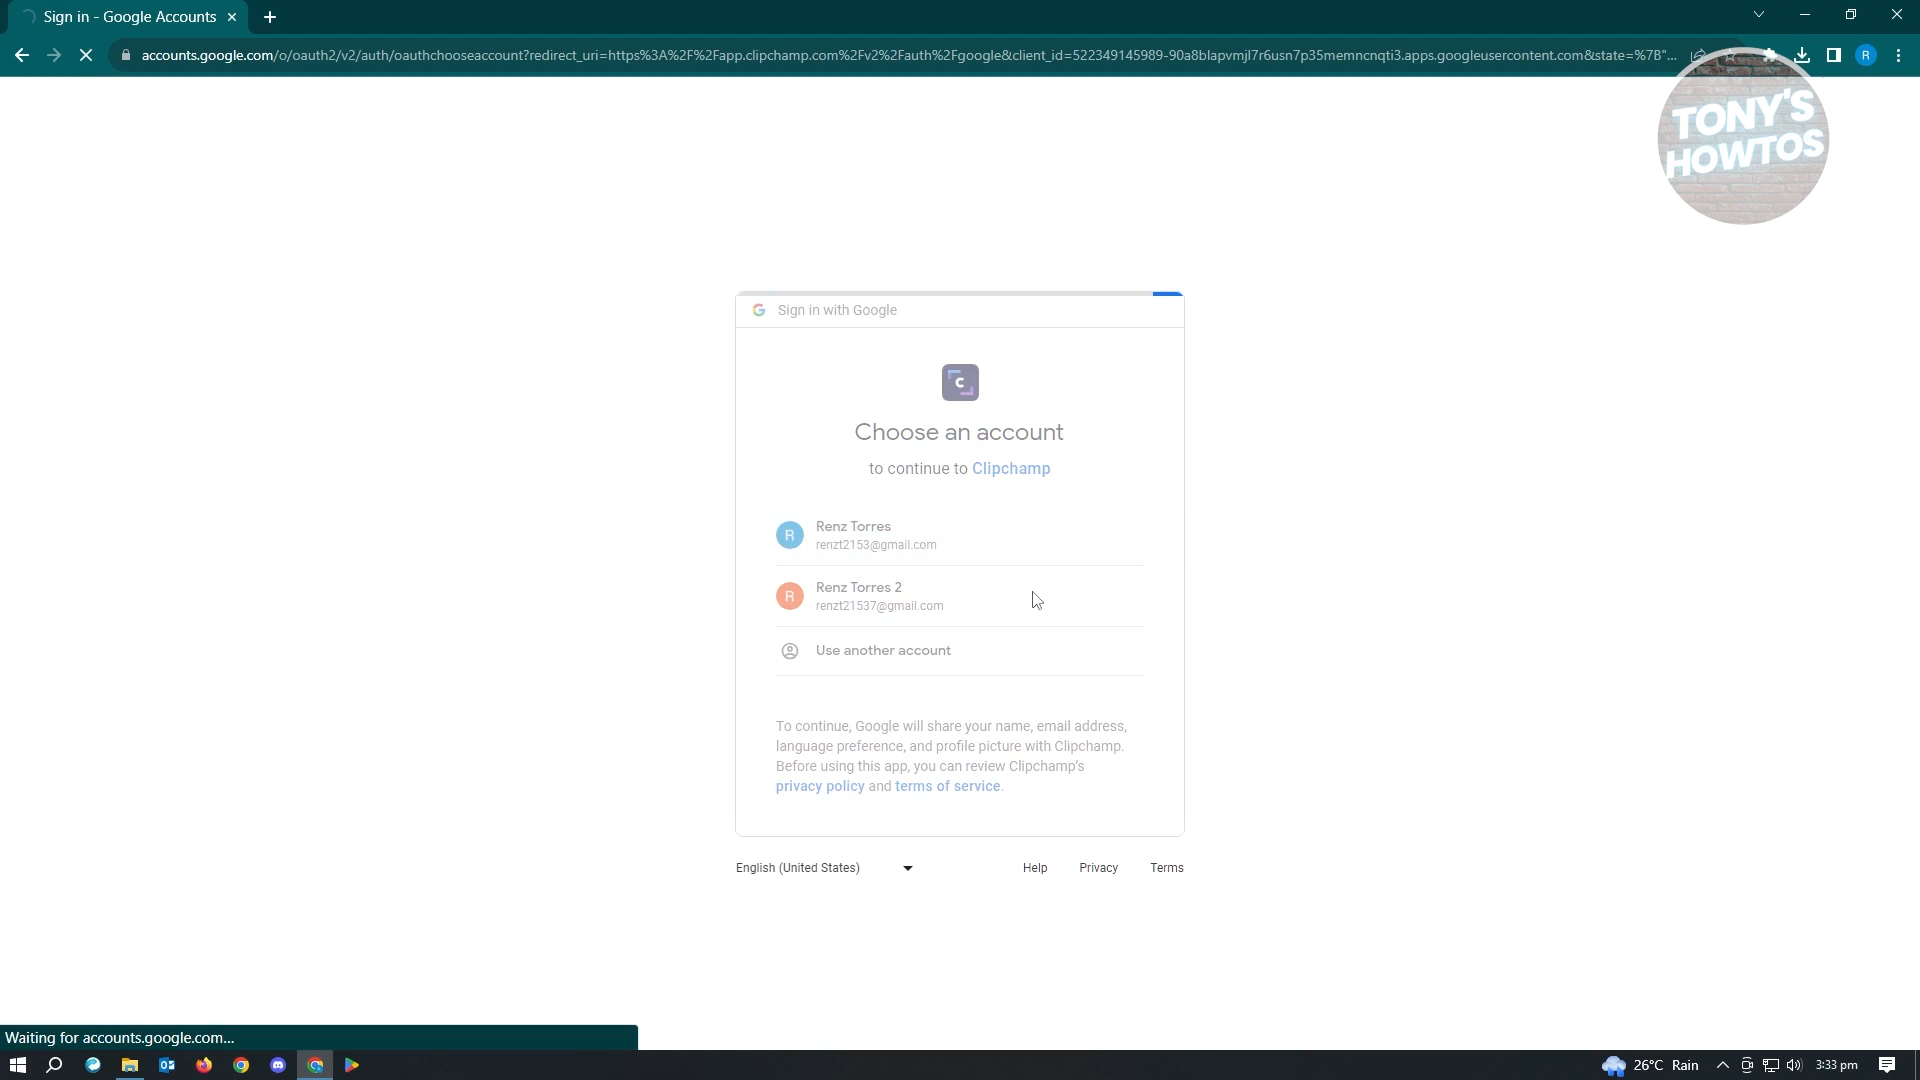 Sign in - Google Accounts
accounts.google.com/o/oauth2/v2/auth/oauthchooseaccount?redirect_uri=https%3A%2F%2Fapp.clipchamp.com%2Fv2%2Fauth%2Fgoogle&client_id=522349145989-90a8blapvmjl7r6usn7p35memncnqti3.apps.googleusercontent.com&state=%7B"...
R
TONY'S
HOWTOS
Sign in with Google
C
Choose an account
to continue to Clipchamp
R
Renz Torres
renzt2153@gmail.com
R
Renz Torres 2
renzt21537@gmail.com
Use another account
To continue, Google will share your name, email address,
language preference, and profile picture with Clipchamp.
Before using this app, you can review Clipchamp's
privacy policy and terms of service.
English (United States)
Help
Privacy
Terms
Waiting for accounts.google.com...
26°C Rain
3:33 pm